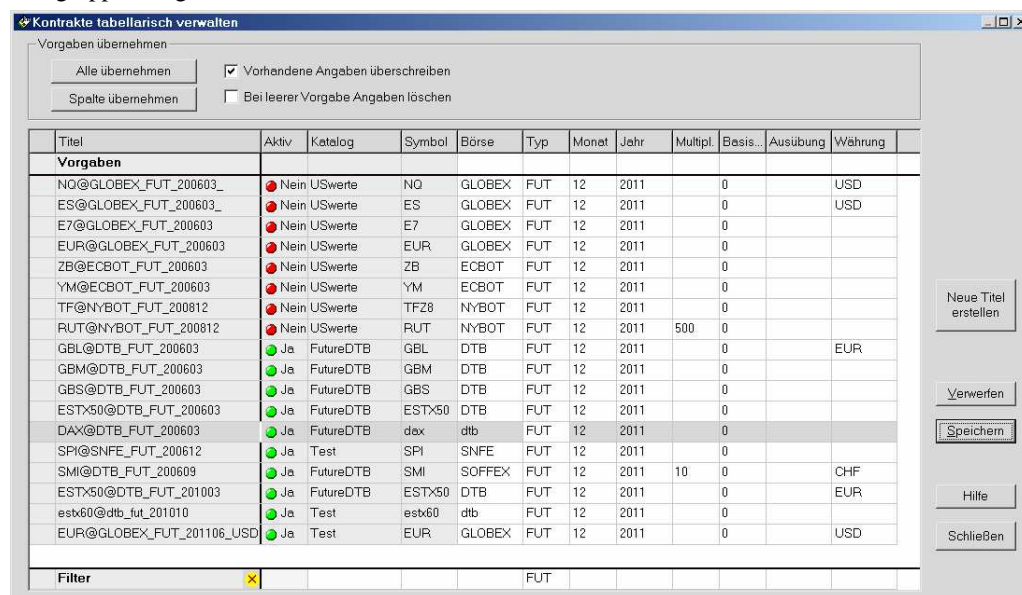 Kontrakte tabellarisch verwalten
Vorgaben übernehmen
Alle übernehmen Vorhandene Angaben überschreiben
Spalte übernehmen Bei leerer Vorgabe Angaben löschen
Titel Aktiv Katalog Symbol Börse Typ Monat Jahr Multipl. Basis... Ausübung Währung
Vorgaben
NQ@GLOBEX_FUT_200603_ Nein USwerte NQ GLOBEX FUT 12 2011 0 USD
ES@GLOBEX_FUT_200603_ Nein USwerte ES GLOBEX FUT 12 2011 0 USD
E7@GLOBEX_FUT_200603 Nein USwerte E7 GLOBEX FUT 12 2011 0
EUR@GLOBEX_FUT_200603 Nein USwerte EUR GLOBEX FUT 12 2011 0
ZB@ECBOT_FUT_200603 Nein USwerte ZB ECBOT FUT 12 2011 0
YM@ECBOT_FUT_200603 Nein USwerte YM ECBOT FUT 12 2011 0
TF@NYBOT_FUT_200812 Nein USwerte TFZ8 NYBOT FUT 12 2011 0
RUT@NYBOT_FUT_200812 Nein USwerte RUT NYBOT FUT 12 2011 500 0
GBL@DTB_FUT_200603 Ja FutureDTB GBL DTB FUT 12 2011 0 EUR
GBM@DTB_FUT_200603 Ja FutureDTB GBM DTB FUT 12 2011 0
GBS@DTB_FUT_200603 Ja FutureDTB GBS DTB FUT 12 2011 0
ESTX50@DTB_FUT_200603 Ja FutureDTB ESTX50 DTB FUT 12 2011 0
DAX@DTB_FUT_200603 Ja FutureDTB dax dtb FUT 12 2011 0
SPI@SNFE_FUT_200612 Ja Test SPI SNFE FUT 12 2011 0
SMI@DTB_FUT_200609 Ja FutureDTB SMI SOFFEX FUT 12 2011 10 0 CHF
ESTX50@DTB_FUT_201003 Ja FutureDTB ESTX50 DTB FUT 12 2011 0 EUR
estx60@dtb_fut_201010 Ja Test estx60 dtb FUT 12 2011 0
EUR@GLOBEX_FUT_201106_USD Ja Test EUR GLOBEX FUT 12 2011 0 USD
Filter FUT
Neue Titel
erstellen
Verwerfen
Speichern
Hilfe
Schließen